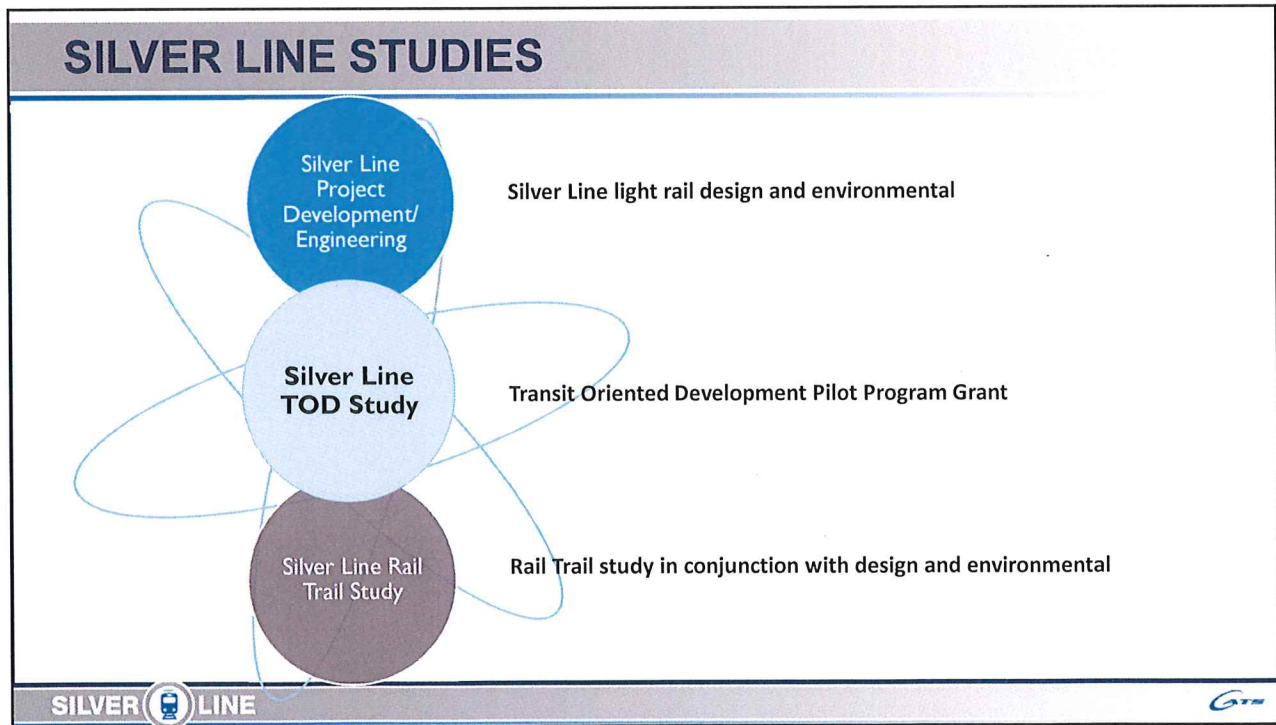 SILVER LINE STUDIES
Silver Line
Project
Development/
Engineering
Silver Line light rail design and environmental
Silver Line
TOD Study
Transit Oriented Development Pilot Program Grant
Silver Line Rail
Trail Study
Rail Trail study in conjunction with design and environmental
SILVER LINE
CATS